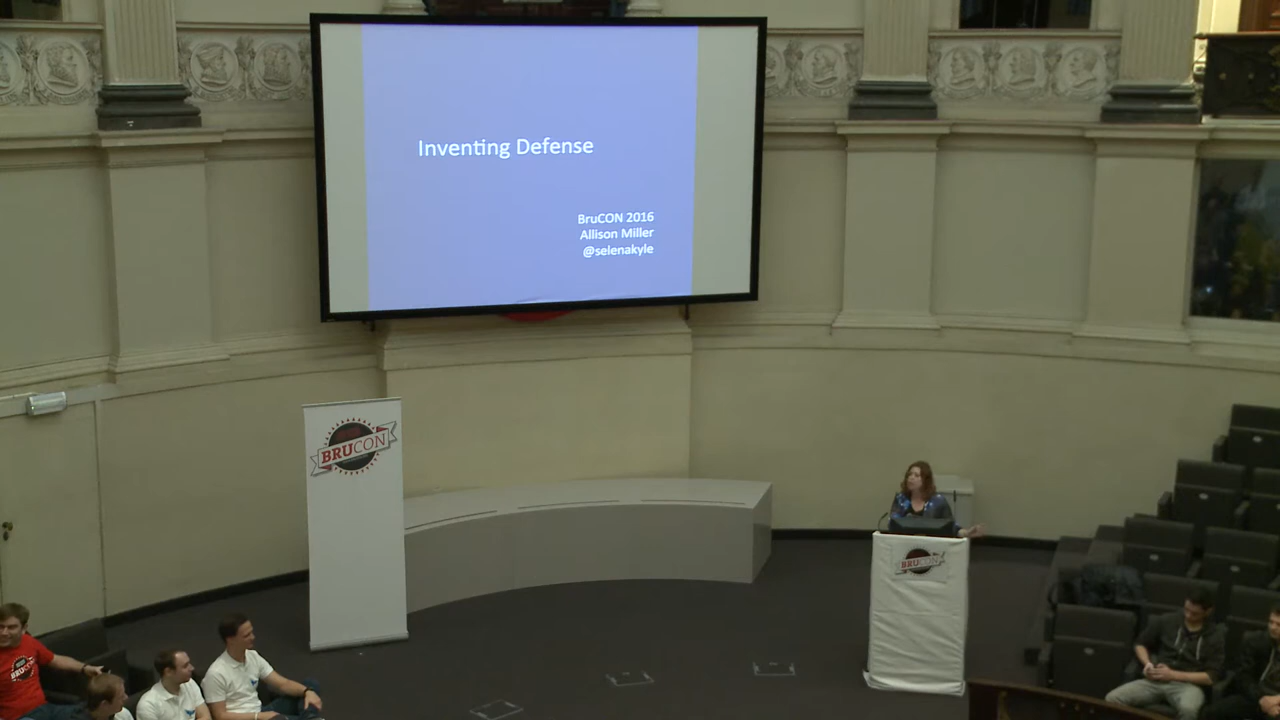 Inventing Defense
BruCON 2016
Allison Miller
@selenakyle
BRUCON
BRUCON